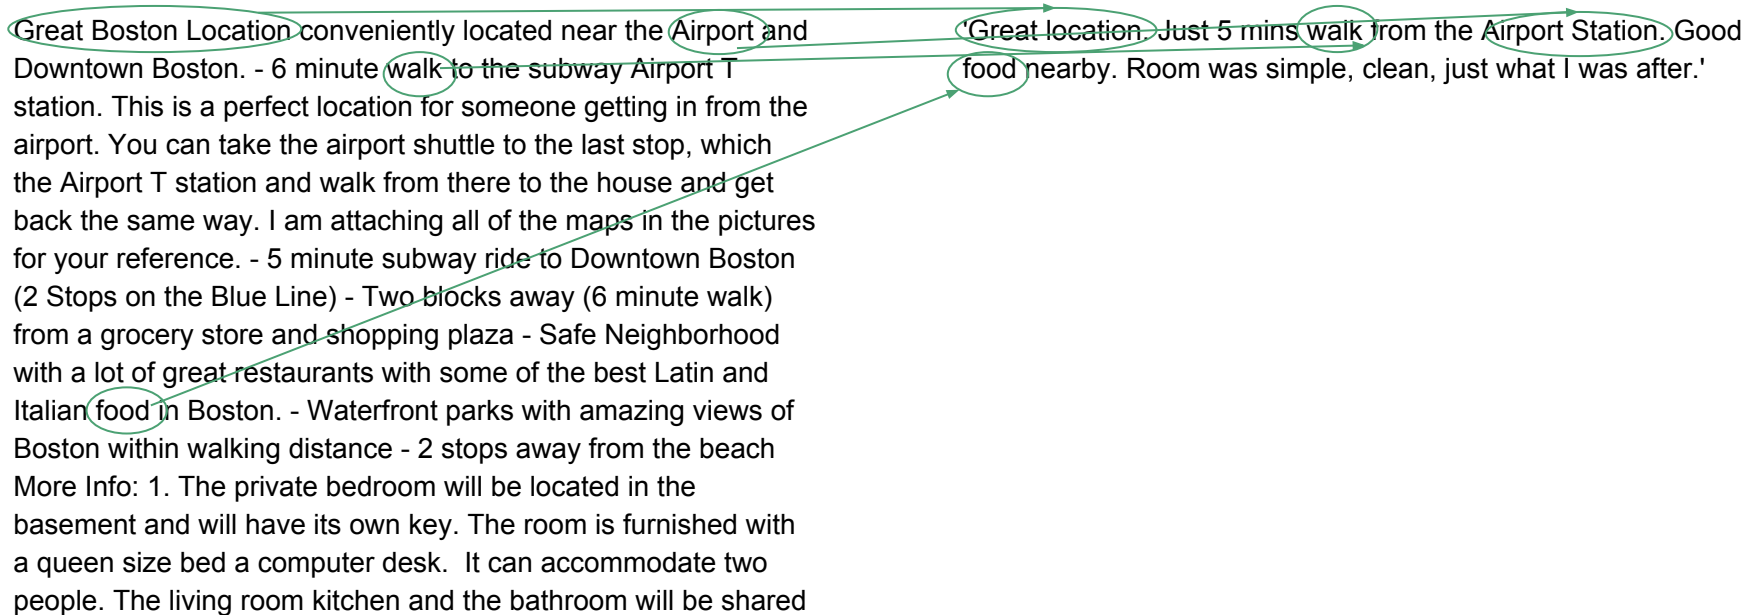 Great Boston Location conveniently located near the Airport and
Downtown Boston. - 6 minute walk to the subway Airport T
station. This is a perfect location for someone getting in from the
airport. You can take the airport shuttle to the last stop, which
the Airport T station and walk from there to the house and get
back the same way. I am attaching all of the maps in the pictures
for your reference. - 5 minute subway ride to Downtown Boston
(2 Stops on the Blue Line) - Two blocks away (6 minute walk)
from a grocery store and shopping plaza - Safe Neighborhood
with a lot of great restaurants with some of the best Latin and
Italian food in Boston. - Waterfront parks with amazing views of
Boston within walking distance - 2 stops away from the beach
More Info: 1. The private bedroom will be located in the
basement and will have its own key. The room is furnished with
a queen size bed a computer desk.  It can accommodate two
people. The living room kitchen and the bathroom will be shared
'Great location. Just 5 mins walk from the Airport Station. Good
food nearby. Room was simple, clean, just what I was after.'